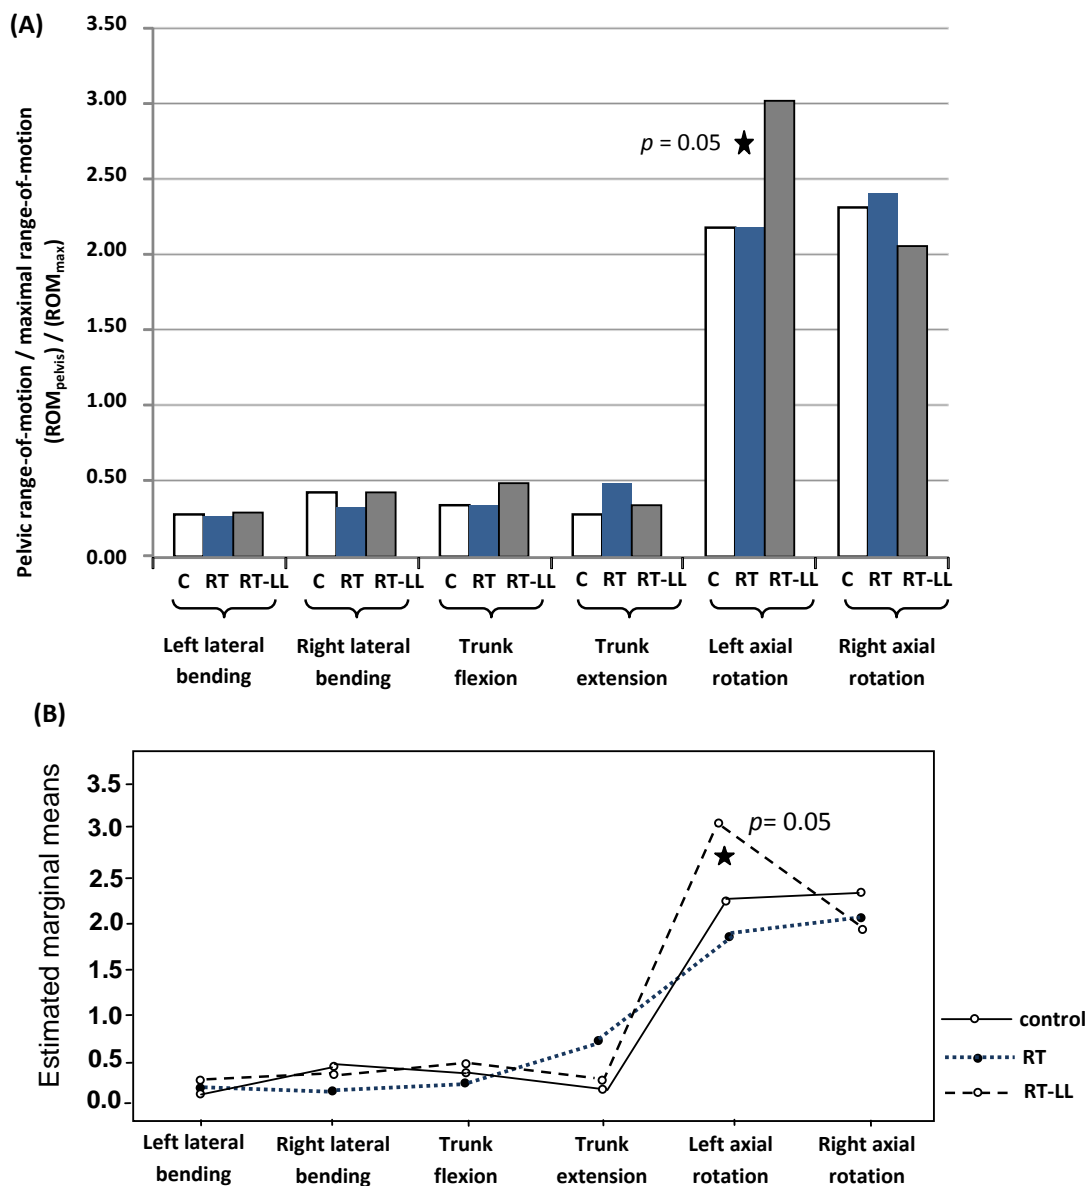 (A)
Pelvic range-of-motion / maximal range-of-motion
(ROMpelvis) / (ROMmax)
3.50
3.00
2.50
2.00
1.50
1.00
0.50
0.00
p = 0.05 ★
C RT RT-LL C RT RT-LL C RT RT-LL C RT RT-LL C RT RT-LL C RT RT-LL
Left lateral
bending
Right lateral
bending
Trunk
flexion
Trunk
extension
Left axial
rotation
Right axial
rotation
(B)
Estimated marginal means
3.5
3.0
2.5
2.0
1.5
1.0
0.5
0.0
p= 0.05
★
control
RT
RT-LL
Left lateral
bending
Right lateral
bending
Trunk
flexion
Trunk
extension
Left axial
rotation
Right axial
rotation